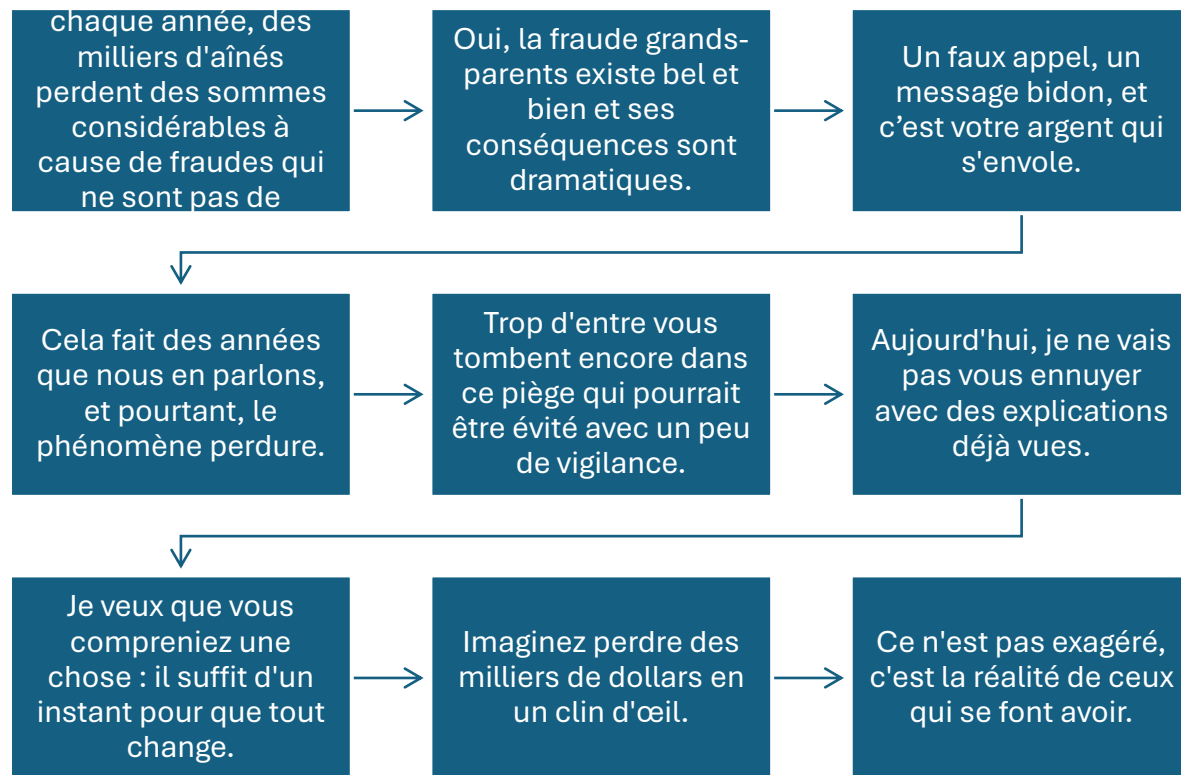 chaque année, des
milliers d'aînés
perdent des sommes
considérables à
cause de fraudes qui
ne sont pas de
Oui, la fraude grands-
parents existe bel et
bien et ses
conséquences sont
dramatiques.
Un faux appel, un
message bidon, et
c’est votre argent qui
s'envole.
Cela fait des années
que nous en parlons,
et pourtant, le
phénomène perdure.
Trop d'entre vous
tombent encore dans
ce piège qui pourrait
être évité avec un peu
de vigilance.
Aujourd'hui, je ne vais
pas vous ennuyer
avec des explications
déjà vues.
Je veux que vous
compreniez une
chose : il suffit d'un
instant pour que tout
change.
Imaginez perdre des
milliers de dollars en
un clin d'œil.
Ce n'est pas exagéré,
c'est la réalité de ceux
qui se font avoir.